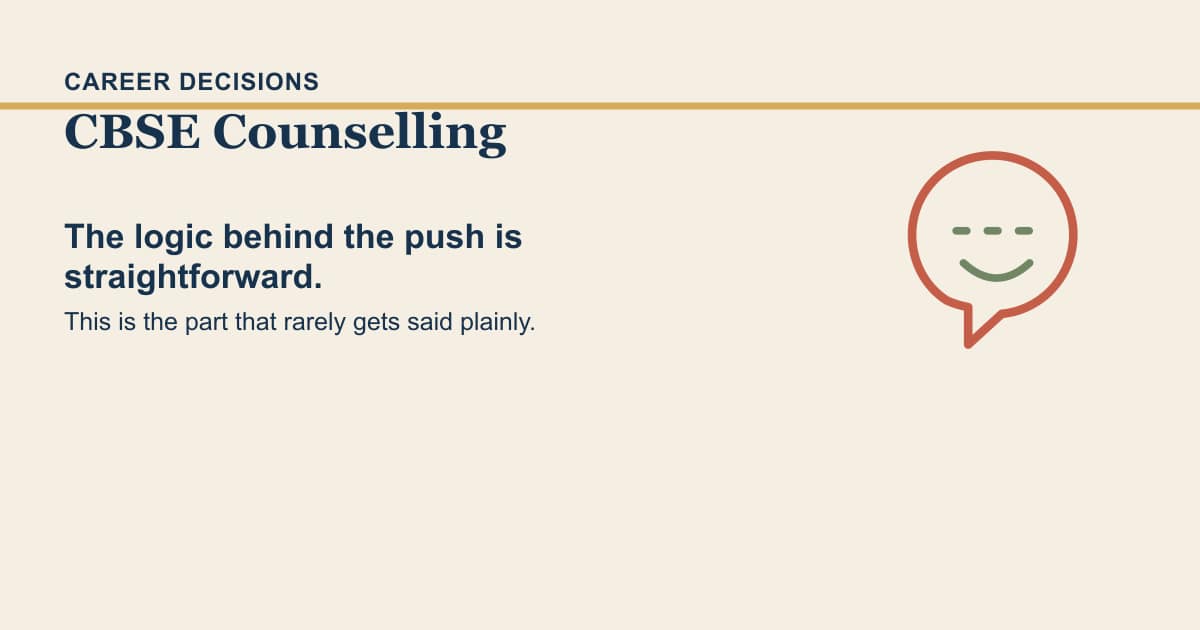 CAREER DECISIONS
CBSE Counselling
The logic behind the push is
straightforward.
This is the part that rarely gets said plainly.